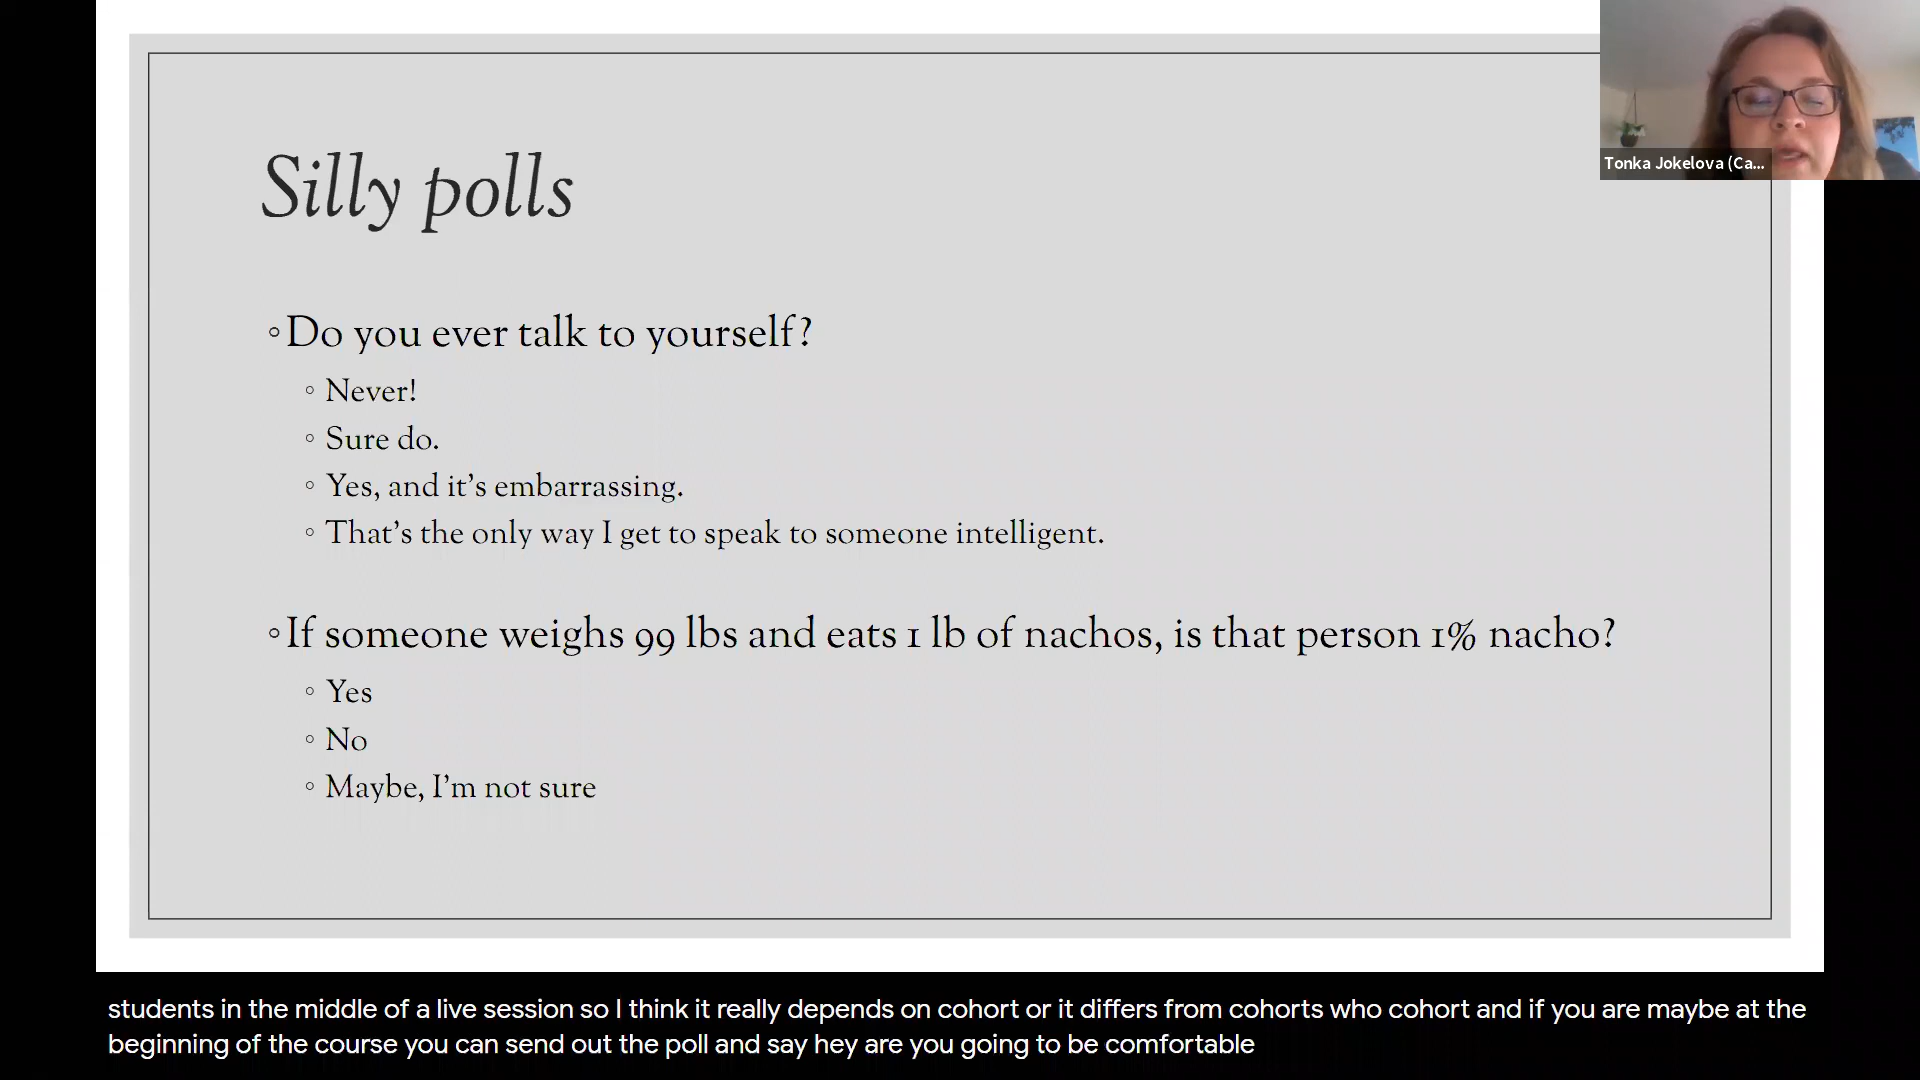 Silly polls
◦Do you ever talk to yourself?
◦ Never!
◦ Sure do.
◦ Yes, and it’s embarrassing.
◦ That’s the only way I get to speak to someone intelligent.
◦If someone weighs 99 lbs and eats 1 lb of nachos, is that person 1% nacho?
◦ Yes
◦ No
◦ Maybe, I’m not sure
Tonka Jokelova (Ca...
students in the middle of a live session so I think it really depends on cohort or it differs from cohorts who cohort and if you are maybe at the
beginning of the course you can send out the poll and say hey are you going to be comfortable